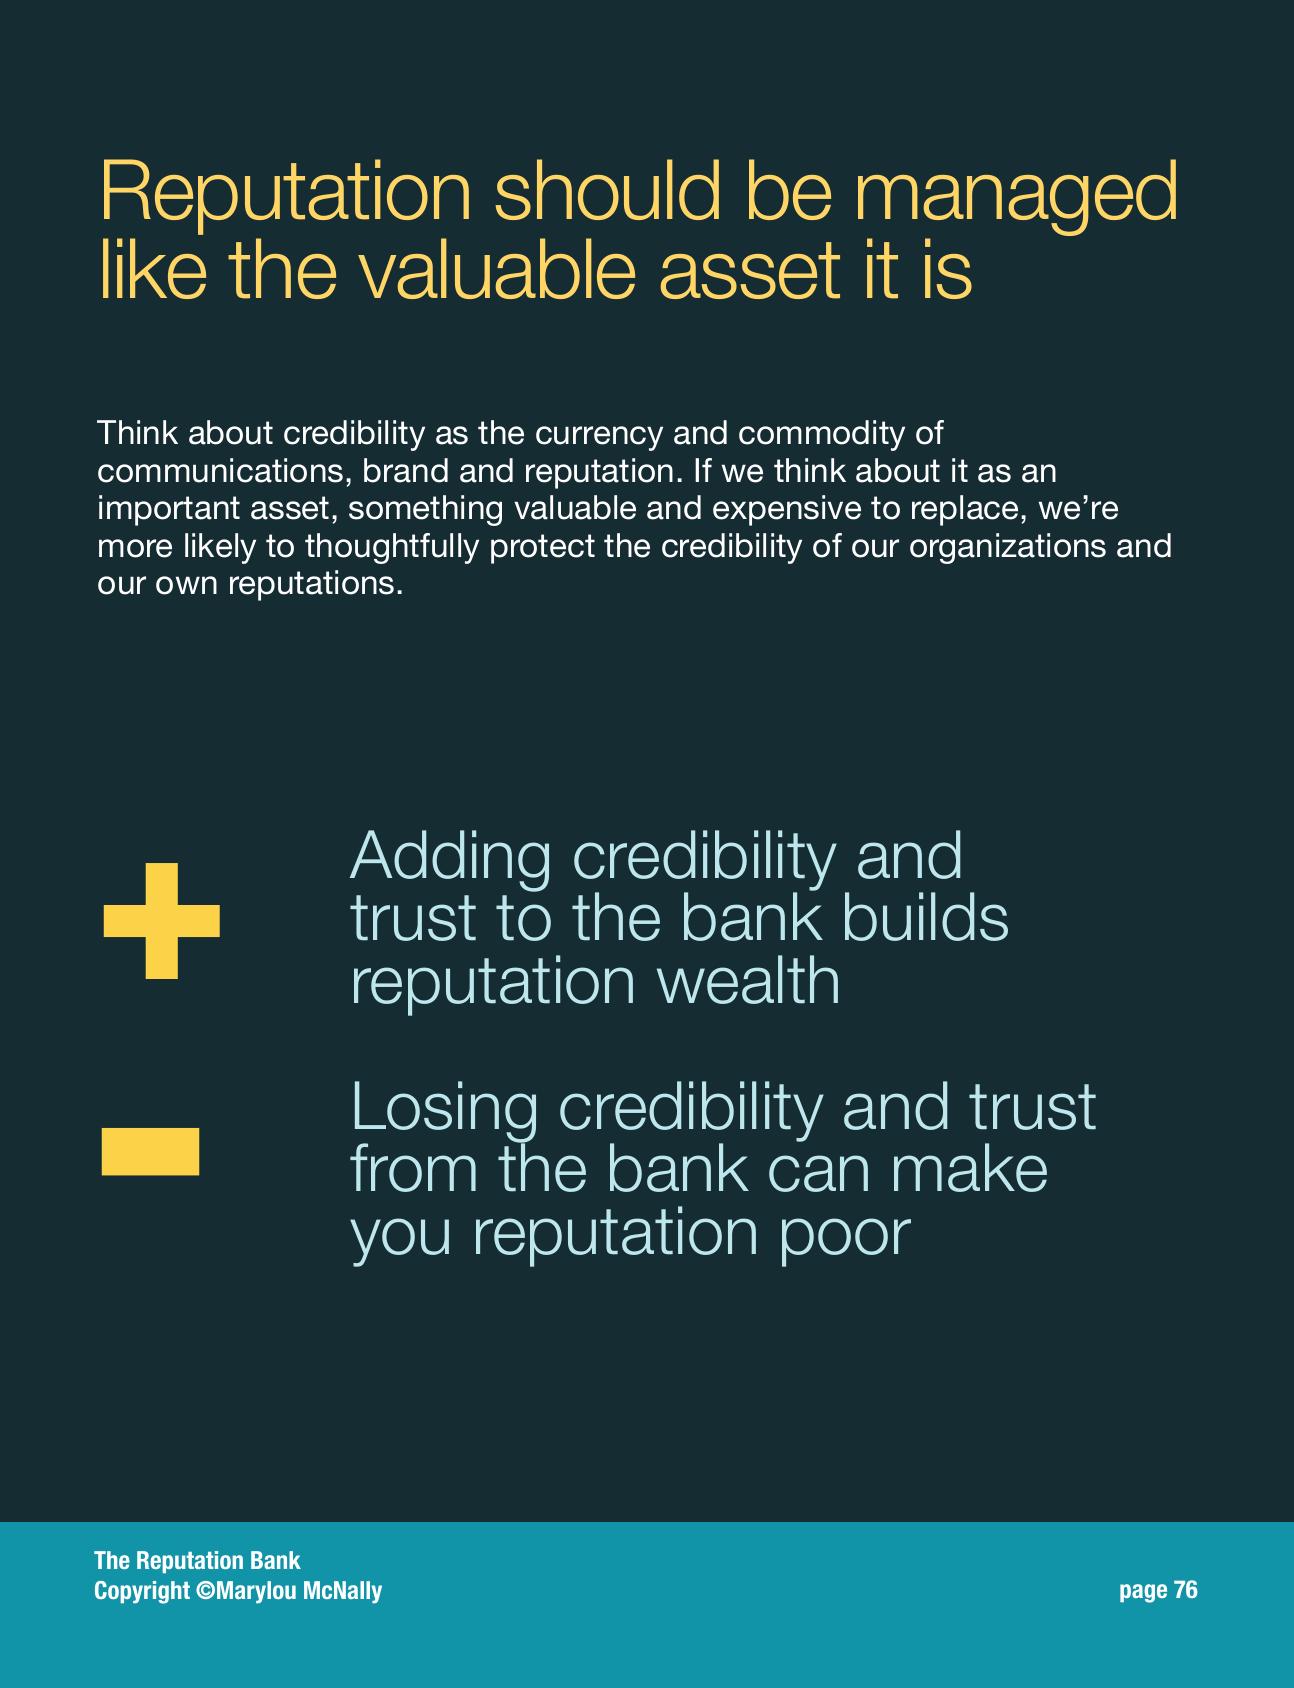 Reputation should be managed
like the valuable asset it is
Think about credibility as the currency and commodity of
communications, brand and reputation. If we think about it as an
important asset, something valuable and expensive to replace, we’re
more likely to thoughtfully protect the credibility of our organizations and
our own reputations.
+
Adding credibility and
trust to the bank builds
reputation wealth
-
Losing credibility and trust
from the bank can make
you reputation poor
The Reputation Bank
Copyright ©Marylou McNally
page 76